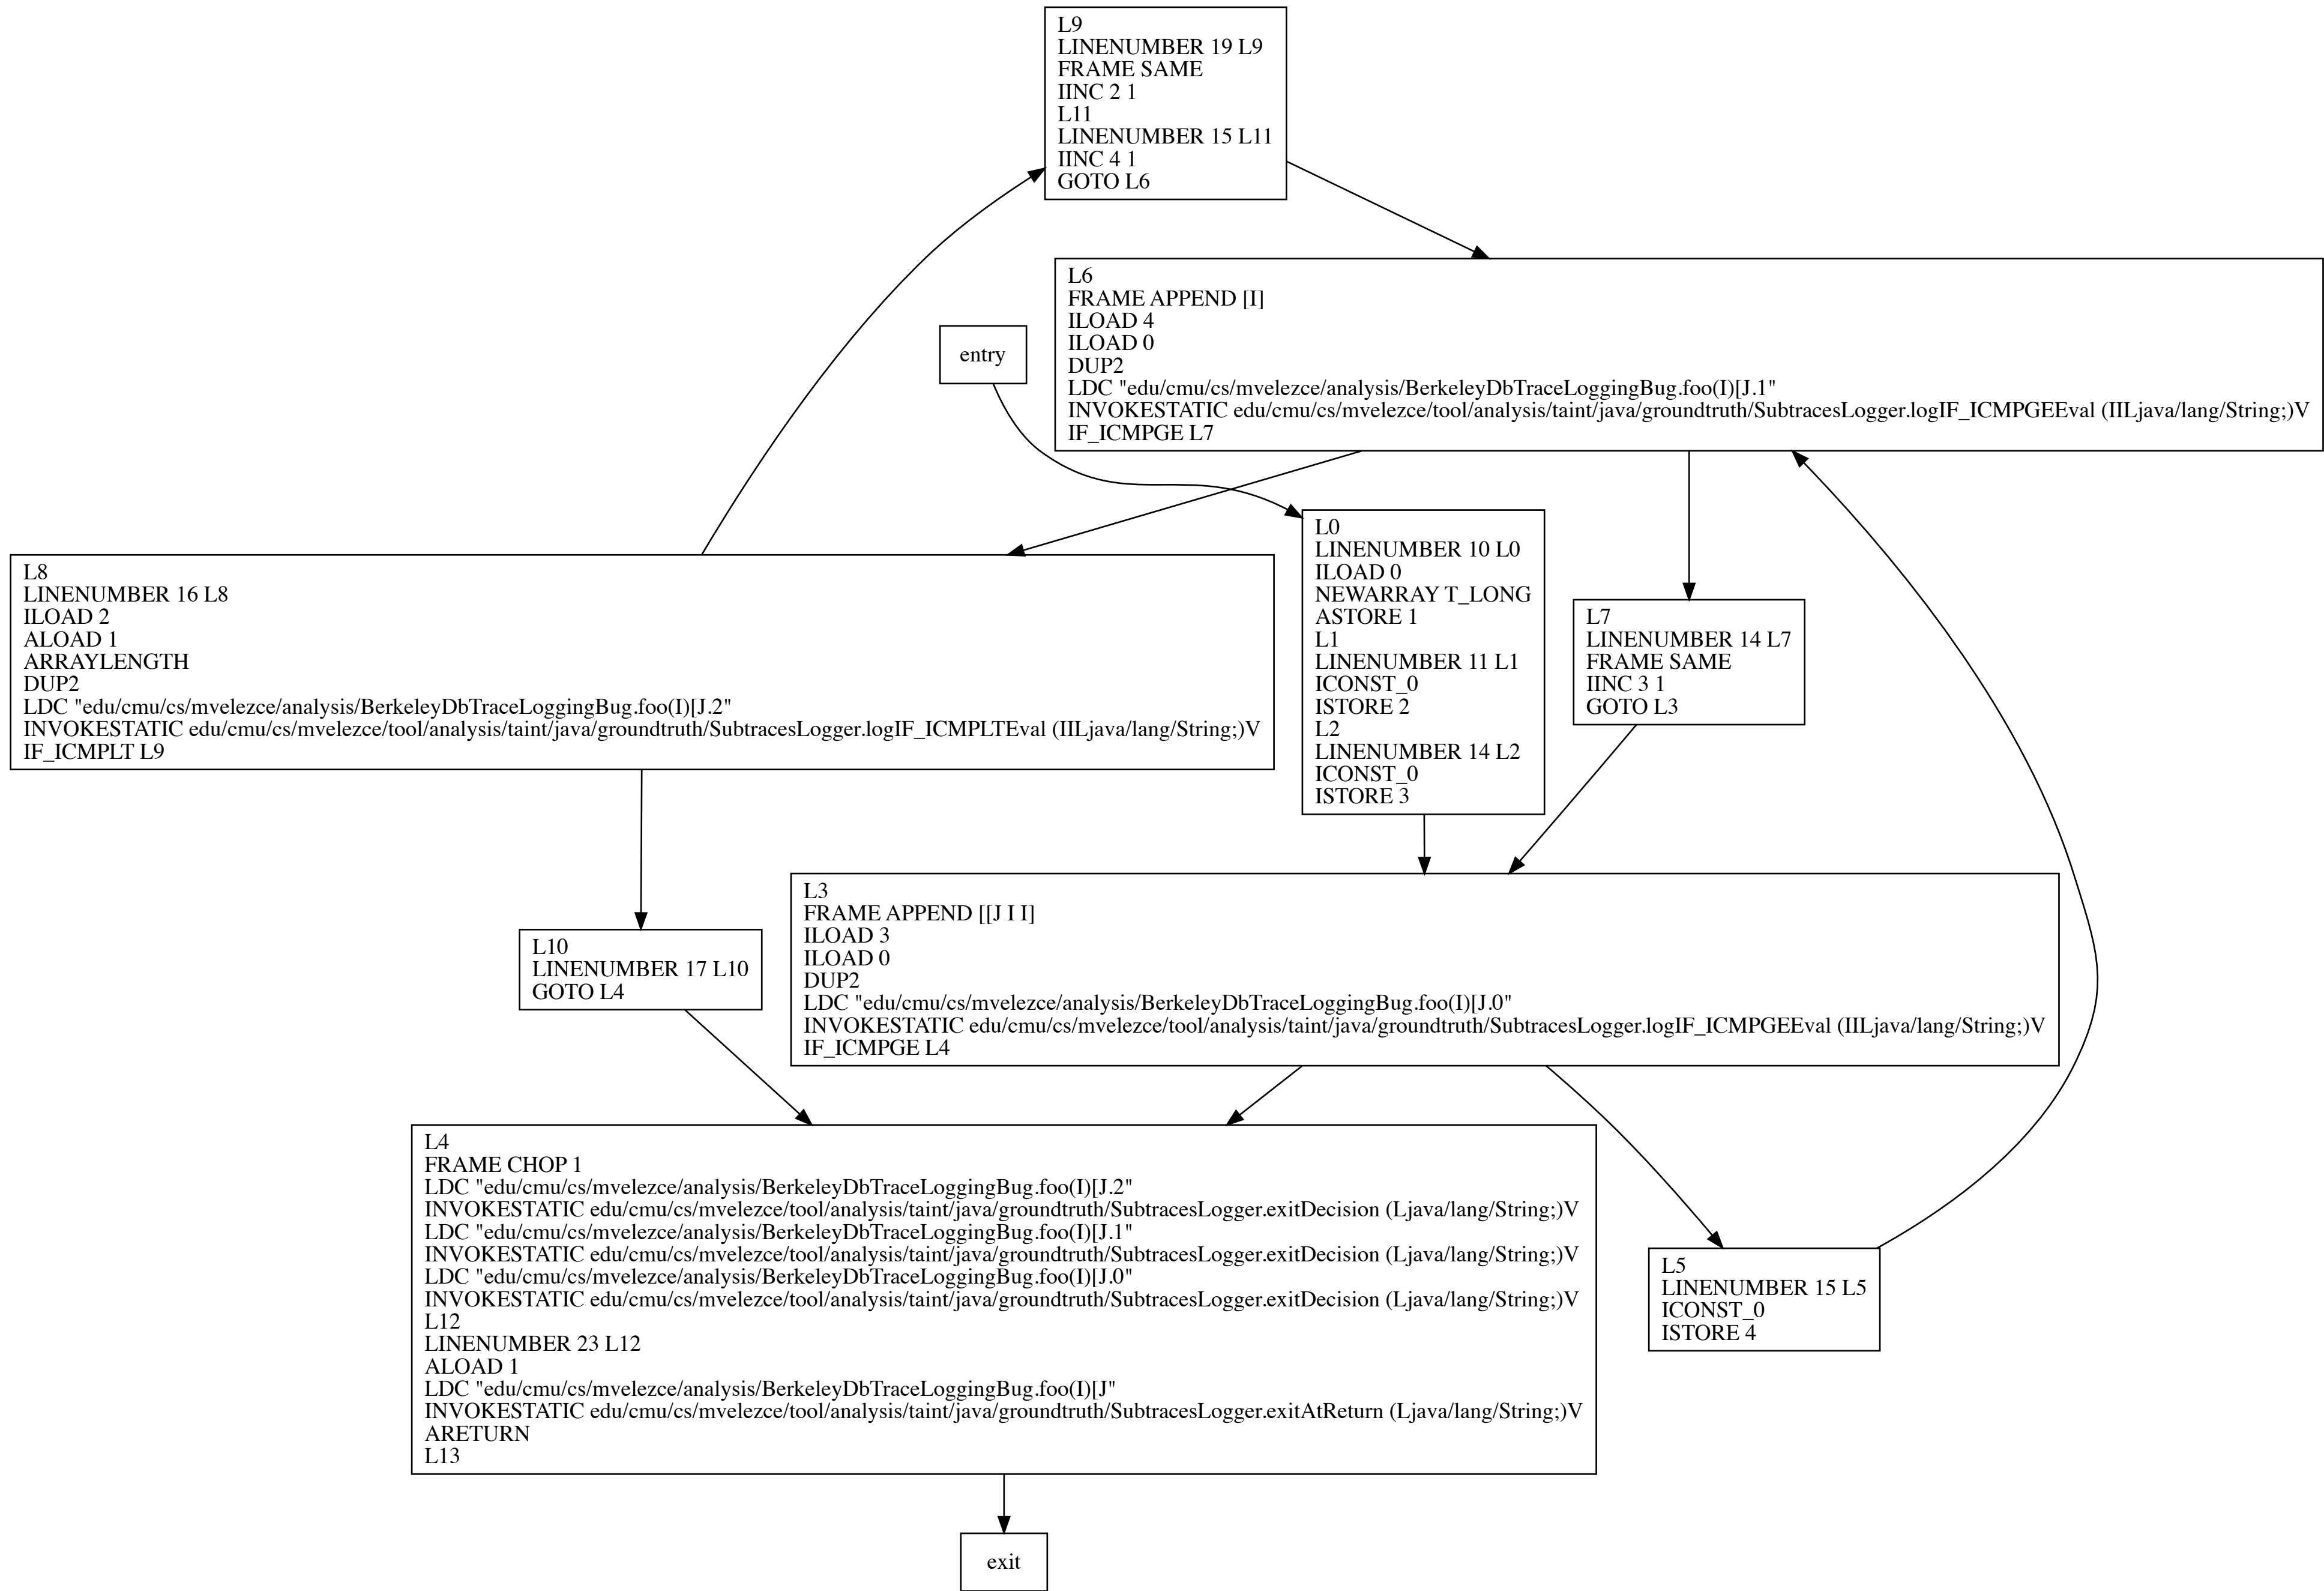 L9
LINENUMBER 19 L9
FRAME SAME
IINC 2 1
L11
LINENUMBER 15 L11
IINC 4 1
GOTO L6
L6
FRAME APPEND [I]
ILOAD 4
ILOAD 0
DUP2
LDC "edu/cmu/cs/mvelezce/analysis/BerkeleyDbTraceLoggingBug.foo(I)[J.1"
INVOKESTATIC edu/cmu/cs/mvelezce/tool/analysis/taint/java/groundtruth/SubtracesLogger.logIF_ICMPGEEval (IILjava/lang/String;)V
IF_ICMPGE L7
entry
L0
LINENUMBER 10 L0
ILOAD 0
NEWARRAY T_LONG
ASTORE 1
L1
LINENUMBER 11 L1
ICONST_0
ISTORE 2
L2
LINENUMBER 14 L2
ICONST_0
ISTORE 3
L8
LINENUMBER 16 L8
ILOAD 2
ALOAD 1
ARRAYLENGTH
DUP2
LDC "edu/cmu/cs/mvelezce/analysis/BerkeleyDbTraceLoggingBug.foo(I)[J.2"
INVOKESTATIC edu/cmu/cs/mvelezce/tool/analysis/taint/java/groundtruth/SubtracesLogger.logIF_ICMPLTEval (IILjava/lang/String;)V
IF_ICMPLT L9
L7
LINENUMBER 14 L7
FRAME SAME
IINC 3 1
GOTO L3
L3
FRAME APPEND [[J I I]
ILOAD 3
ILOAD 0
DUP2
LDC "edu/cmu/cs/mvelezce/analysis/BerkeleyDbTraceLoggingBug.foo(I)[J.0"
INVOKESTATIC edu/cmu/cs/mvelezce/tool/analysis/taint/java/groundtruth/SubtracesLogger.logIF_ICMPGEEval (IILjava/lang/String;)V
IF_ICMPGE L4
L10
LINENUMBER 17 L10
GOTO L4
L4
FRAME CHOP 1
LDC "edu/cmu/cs/mvelezce/analysis/BerkeleyDbTraceLoggingBug.foo(I)[J.2"
INVOKESTATIC edu/cmu/cs/mvelezce/tool/analysis/taint/java/groundtruth/SubtracesLogger.exitDecision (Ljava/lang/String;)V
LDC "edu/cmu/cs/mvelezce/analysis/BerkeleyDbTraceLoggingBug.foo(I)[J.1"
INVOKESTATIC edu/cmu/cs/mvelezce/tool/analysis/taint/java/groundtruth/SubtracesLogger.exitDecision (Ljava/lang/String;)V
LDC "edu/cmu/cs/mvelezce/analysis/BerkeleyDbTraceLoggingBug.foo(I)[J.0"
INVOKESTATIC edu/cmu/cs/mvelezce/tool/analysis/taint/java/groundtruth/SubtracesLogger.exitDecision (Ljava/lang/String;)V
L12
LINENUMBER 23 L12
ALOAD 1
LDC "edu/cmu/cs/mvelezce/analysis/BerkeleyDbTraceLoggingBug.foo(I)[J"
INVOKESTATIC edu/cmu/cs/mvelezce/tool/analysis/taint/java/groundtruth/SubtracesLogger.exitAtReturn (Ljava/lang/String;)V
ARETURN
L13
L5
LINENUMBER 15 L5
ICONST_0
ISTORE 4
exit